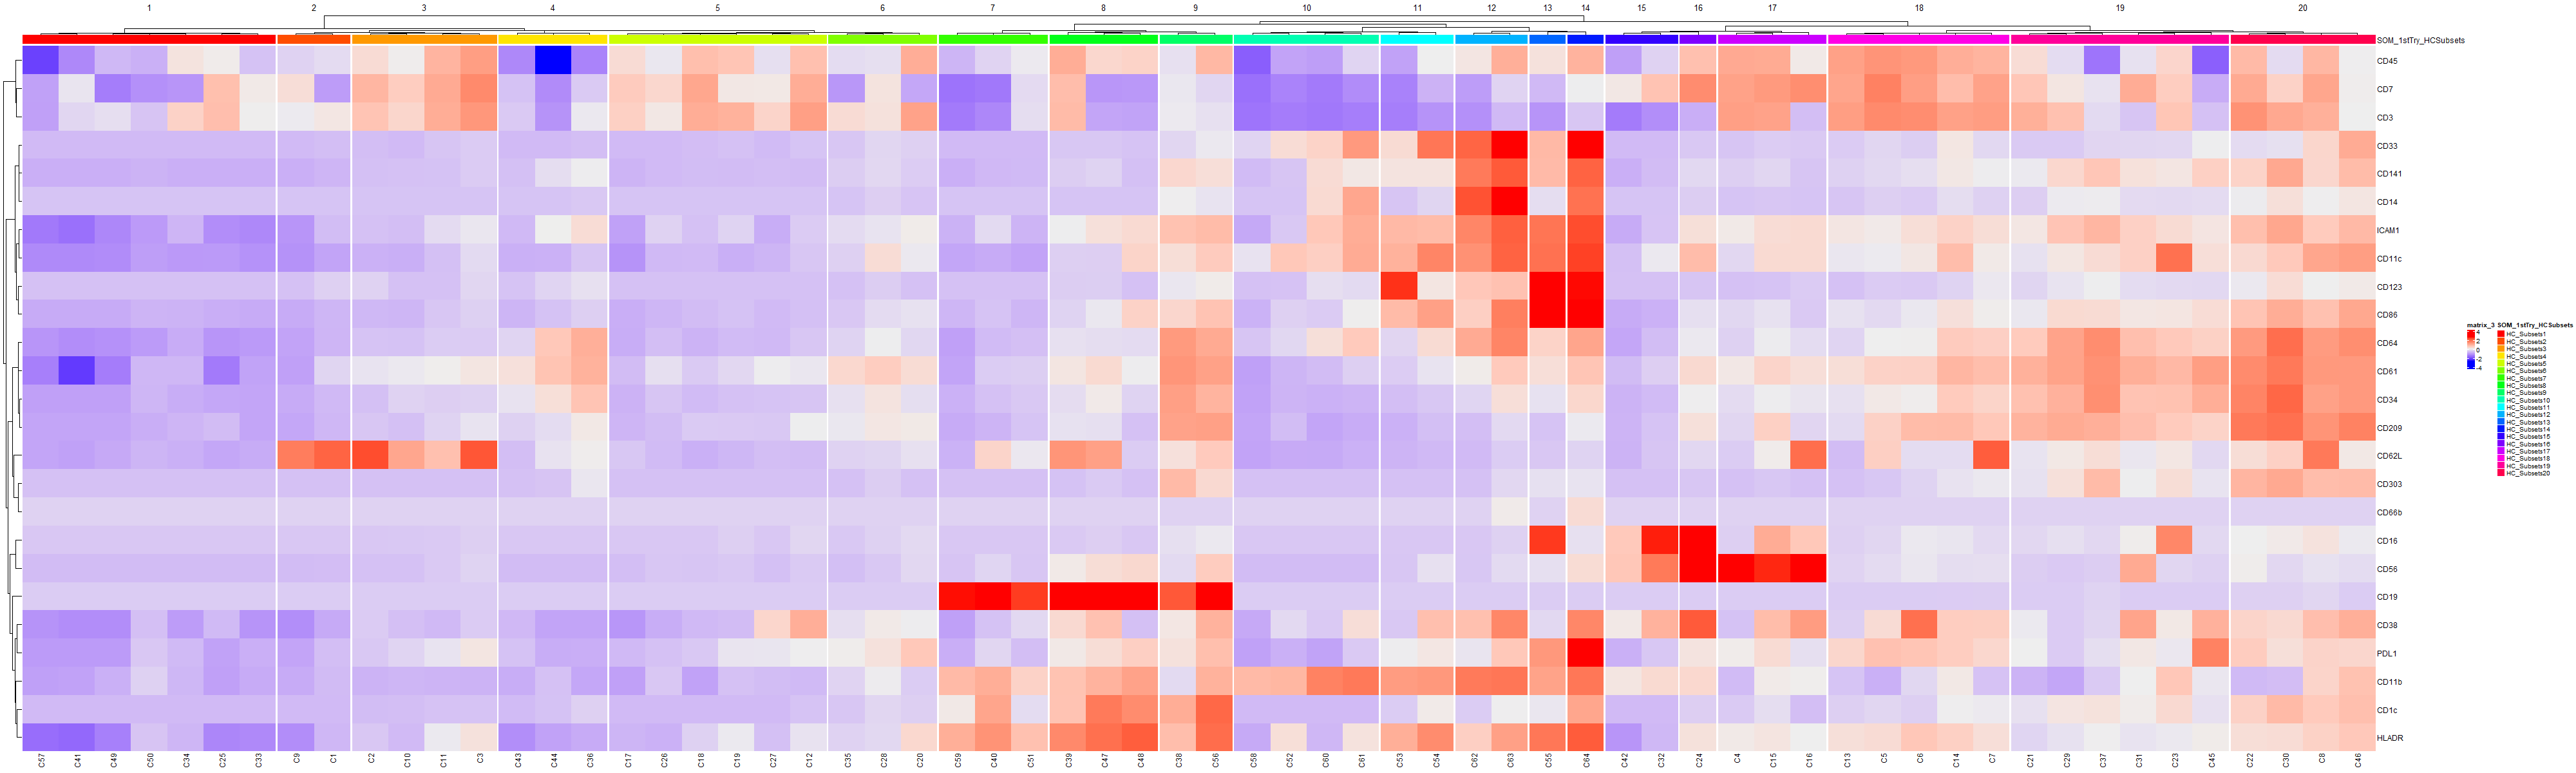 1 2 3 4 5 6 7 8 9 10 11 12 13 14 15 16 17 18 19 20
SOM_1stTry_HCSubsets
CD45
CD7
CD3
CD33
CD141
CD14
ICAM1
CD11c
CD123
CD86
CD64
CD61
CD34
CD209
CD62L
CD303
CD66b
CD16
CD56
CD19
CD38
PDL1
CD11b
CD1c
HLADR
C57 C41 C49 C50 C34 C25 C33 C9 C1 C2 C10 C11 C3 C43 C44 C36 C17 C26 C18 C19 C27 C12 C35 C28 C20 C59 C40 C51 C39 C47 C48 C38 C56 C58 C52 C60 C61 C53 C54 C62 C63 C55 C64 C42 C32 C24 C4 C15 C16 C13 C5 C6 C14 C7 C21 C29 C37 C31 C23 C45 C22 C30 C8 C46
matrix_3
4
2
0
-2
-4
SOM_1stTry_HCSubsets
HC_Subsets1
HC_Subsets2
HC_Subsets3
HC_Subsets4
HC_Subsets5
HC_Subsets6
HC_Subsets7
HC_Subsets8
HC_Subsets9
HC_Subsets10
HC_Subsets11
HC_Subsets12
HC_Subsets13
HC_Subsets14
HC_Subsets15
HC_Subsets16
HC_Subsets17
HC_Subsets18
HC_Subsets19
HC_Subsets20